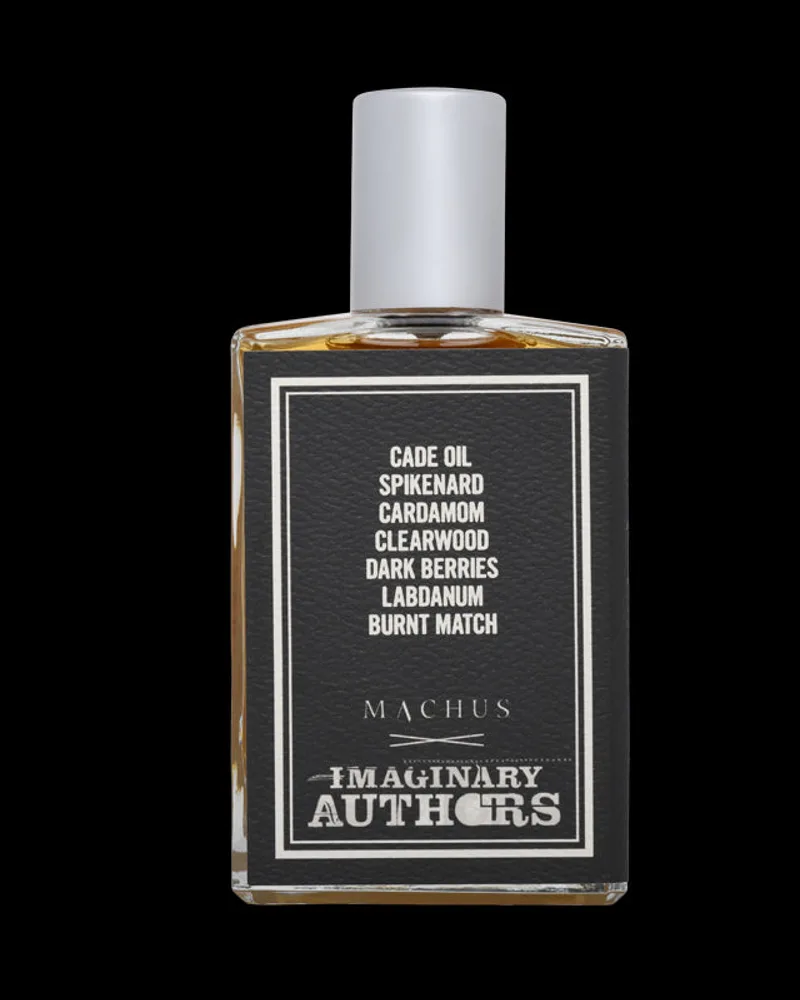 CADE OIL
SPIKENARD
CARDAMOM
CLEARWOOD
DARK BERRIES
LABDANUM
BURNT MATCH
MACHUS
IMAGINARY
AUTHORS